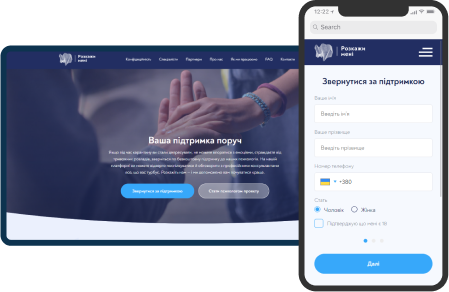 Розкажи
мені
Конфіденційність Спеціалісти Партнери Про нас Як ми працюємо FAQ Контакти
Ваша підтримка поруч
Звернутися за підтримкою
Стати психологом проєкту
12:22
Search
Розкажи
мені
Звернутися за підтримкою
Ваше ім'я
Введіть ім'я
Ваше прізвище
Введіть прізвище
Номер телефону
+380
Стать
Чоловік Жінка
Підтверджую що мені є 18
Далі